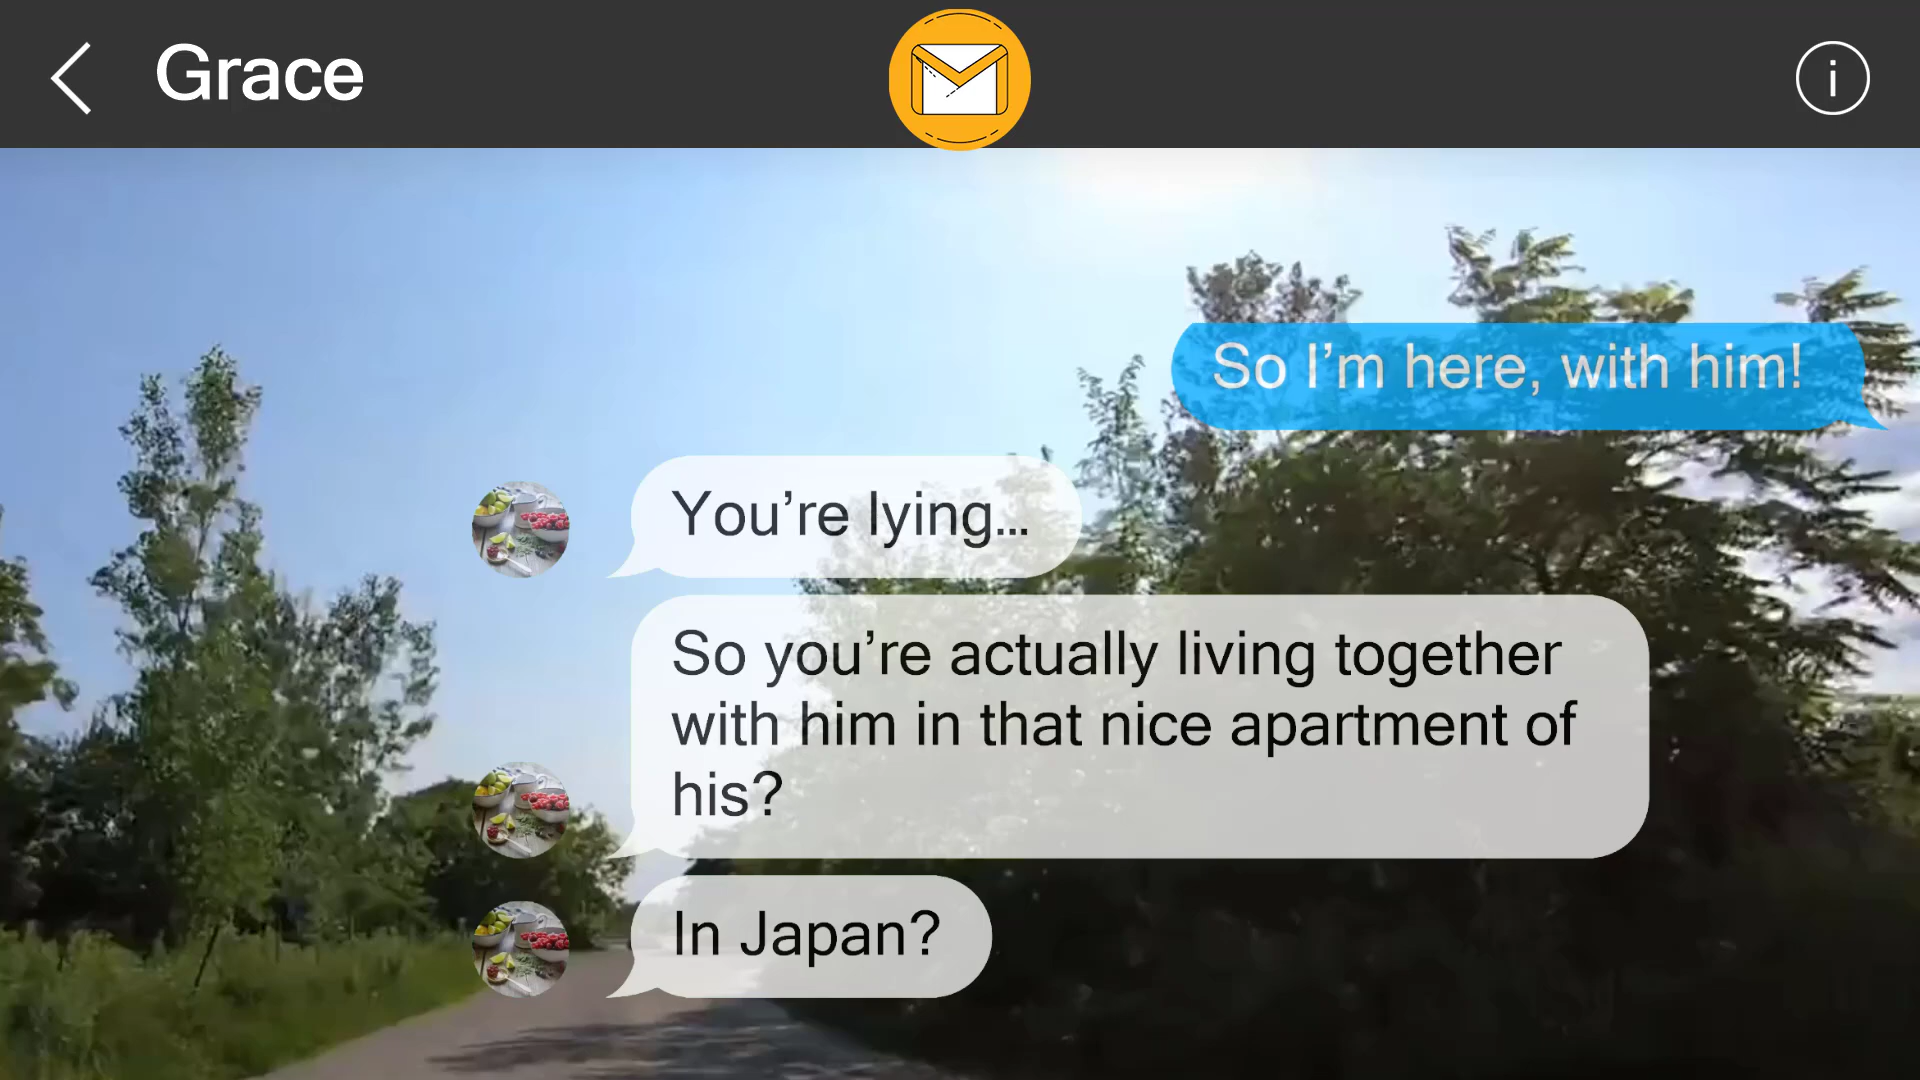 Grace
So I’m here, with him!
You’re lying...
So you’re actually living together
with him in that nice apartment of
his?
In Japan?